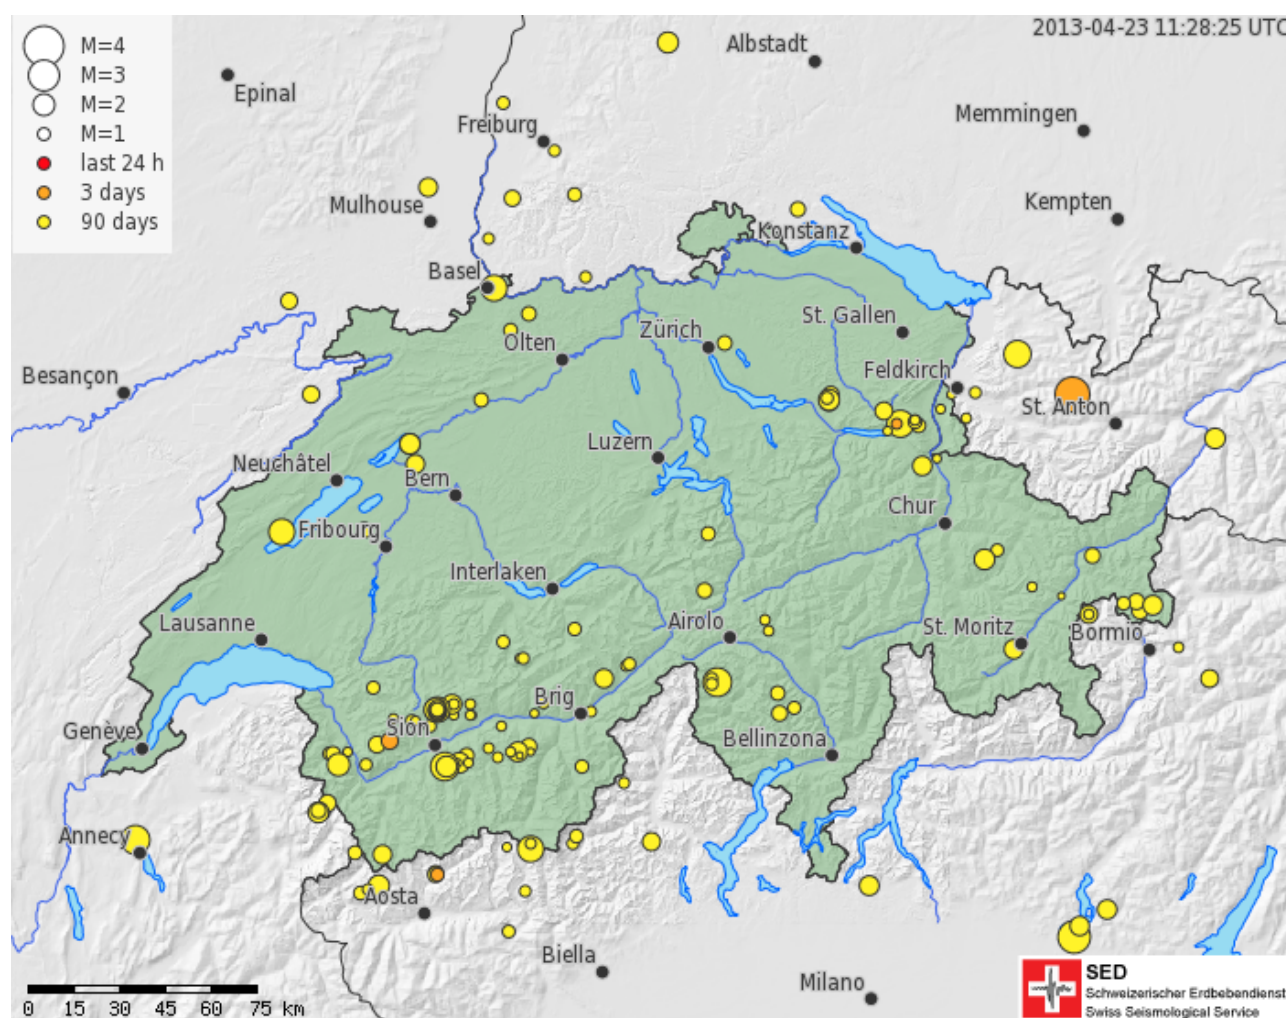 2013-04-23 11:28:25 UTC
M=4
M=3
M=2
M=1
last 24 h
3 days
90 days
Albstadt
Epinal
Memmingen
Freiburg
Mulhouse
Kempten
Konstanz
Basel
St. Gallen
Olten
Zürich
Besançon
Feldkirch
St. Anton
Luzern
Neuchâtel
Bern
Chur
Fribourg
Interlaken
Lausanne
Airolo
St. Moritz
Bormio
Brig
Sion
Genève
Bellinzona
Annecy
Aosta
Biella
Milano
0 15 30 45 60 75 km
SED
Schweizerischer Erdbebendienst
Swiss Seismological Service